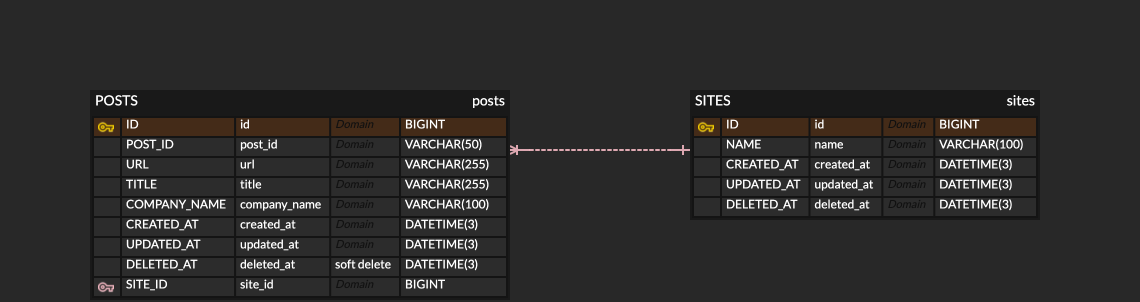 POSTS posts
ID id Domain BIGINT
POST_ID post_id Domain VARCHAR(50)
URL url Domain VARCHAR(255)
TITLE title Domain VARCHAR(255)
COMPANY_NAME company_name Domain VARCHAR(100)
CREATED_AT created_at Domain DATETIME(3)
UPDATED_AT updated_at Domain DATETIME(3)
DELETED_AT deleted_at soft delete DATETIME(3)
SITE_ID site_id Domain BIGINT
SITES sites
ID id Domain BIGINT
NAME name Domain VARCHAR(100)
CREATED_AT created_at Domain DATETIME(3)
UPDATED_AT updated_at Domain DATETIME(3)
DELETED_AT deleted_at Domain DATETIME(3)